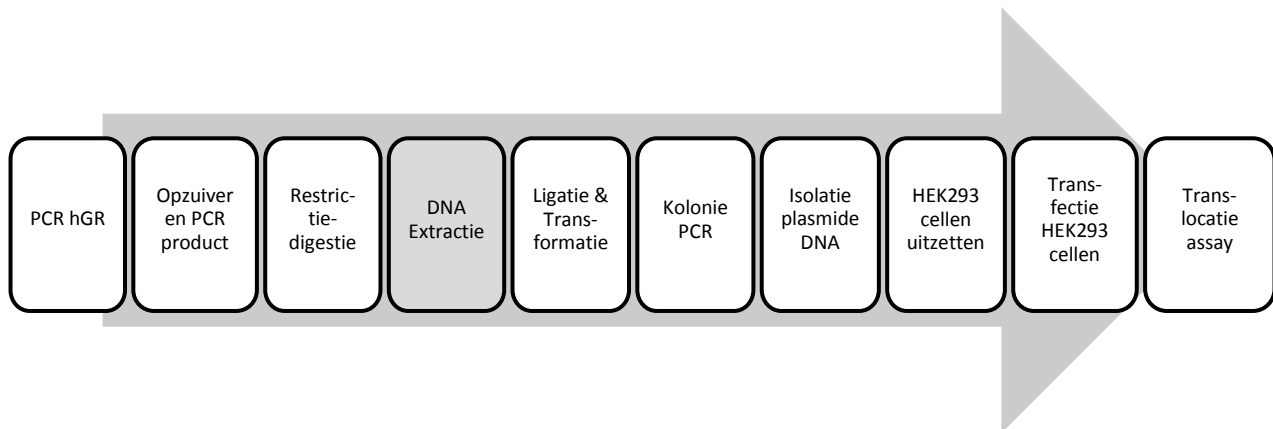 PCR hGR
Opzuiver
en PCR
product
Restric-
tie-
digestie
DNA
Extractie
Ligatie &
Trans-
formatie
Kolonie
PCR
Isolatie
plasmide
DNA
HEK293
cellen
uitzetten
Trans-
fectie
HEK293
cellen
Trans-
locatie
assay